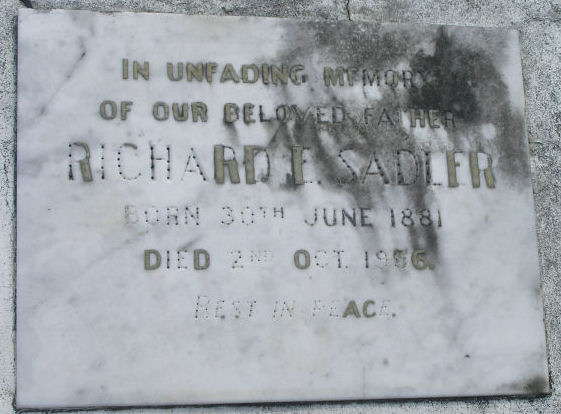 IN UNFADING MEMORY
OF OUR BELOVED FATHER
RICHARD E. SADLER
BORN 30TH JUNE 1881
DIED 2ND OCT. 1956.
REST IN PEACE.